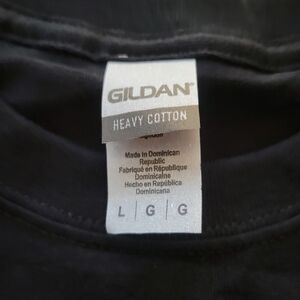 GILDAN®
HEAVY COTTON
Made in Dominican
Republic
Fabriqué en République
Dominicaine
Hecho en República
Dominicana
L | G | G